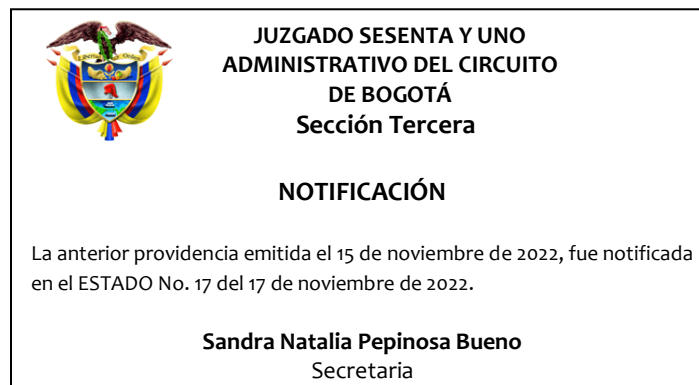 JUZGADO SESENTA Y UNO
ADMINISTRATIVO DEL CIRCUITO
DE BOGOTÁ
Sección Tercera
NOTIFICACIÓN
La anterior providencia emitida el 15 de noviembre de 2022, fue notificada
en el ESTADO No. 17 del 17 de noviembre de 2022.
Sandra Natalia Pepinosa Bueno
Secretaria